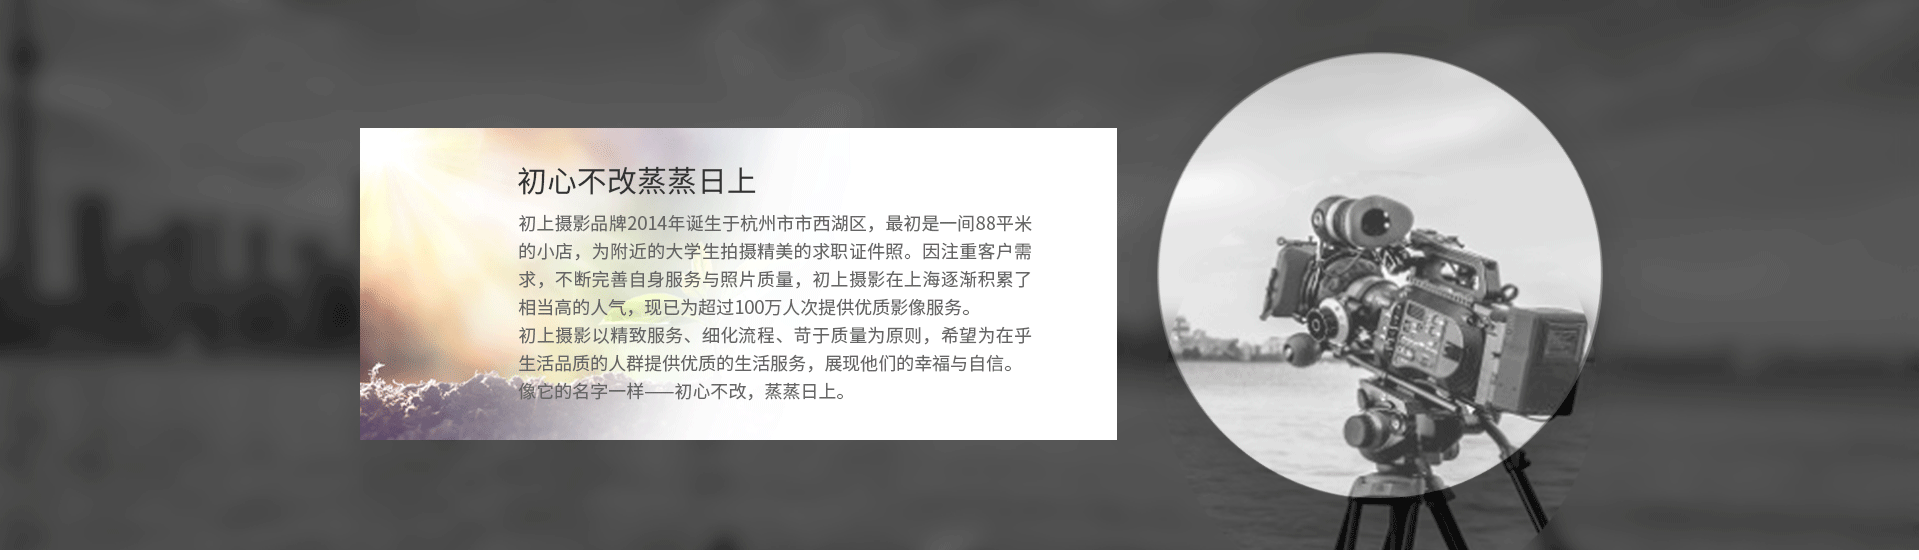 初心不改蒸蒸日上
初上摄影品牌2014年诞生于杭州市市西湖区，最初是一间88平米
的小店，为附近的大学生拍摄精美的求职证件照。因注重客户需
求，不断完善自身服务与照片质量，初上摄影在上海逐渐积累了
相当高的人气，现已为超过100万人次提供优质影像服务。
初上摄影以精致服务、细化流程、苛于质量为原则，希望为在乎
生活品质的人群提供优质的生活服务，展现他们的幸福与自信。
像它的名字一样——初心不改，蒸蒸日上。